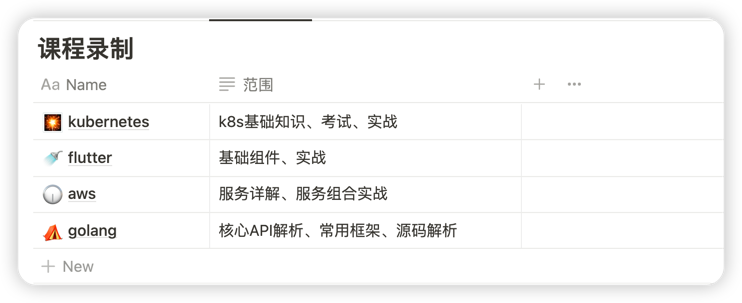 课程录制
Aa Name 范围
kubernetes k8s基础知识、考试、实战
flutter 基础组件、实战
aws 服务详解、服务组合实战
golang 核心API解析、常用框架、源码解析
+ New